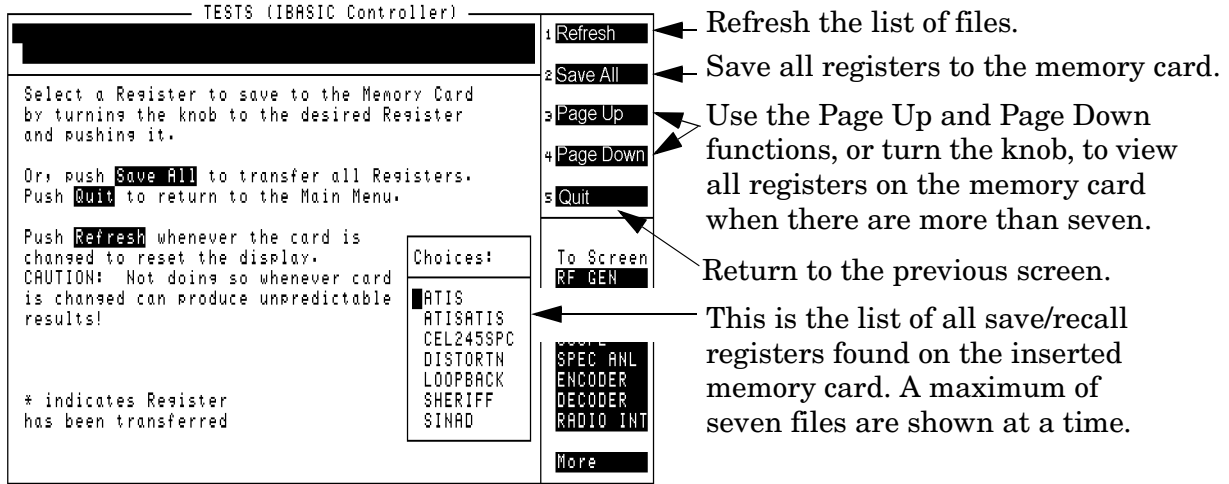 TESTS (IBASIC Controller)
Select a Register to save to the Memory Card
by turning the knob to the desired Register
and pushing it.
Or, push Save All to transfer all Registers.
Push Quit to return to the Main Menu.
Push Refresh whenever the card is
changed to reset the display.
CAUTION:  Not doing so whenever card
is changed can produce unpredictable
results!
* indicates Register
has been transferred
Choices:
ATIS
ATISATIS
CEL245SPC
DISTORTN
LOOPBACK
SHERIFF
SINAD
1 Refresh
2 Save All
3 Page Up
4 Page Down
5 Quit
To Screen
RF GEN
SPEC ANL
ENCODER
DECODER
RADIO INT
More
Refresh the list of files.
Save all registers to the memory card.
Use the Page Up and Page Down
functions, or turn the knob, to view
all registers on the memory card
when there are more than seven.
Return to the previous screen.
This is the list of all save/recall
registers found on the inserted
memory card. A maximum of
seven files are shown at a time.